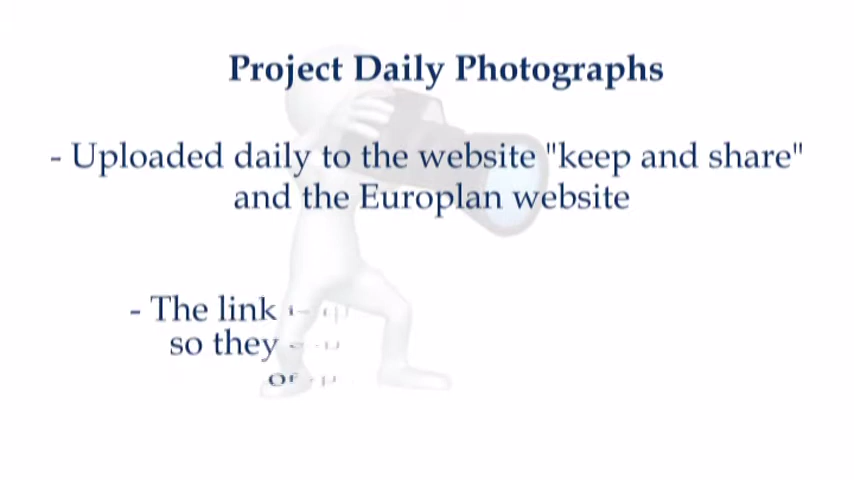 Project Daily Photographs
- Uploaded daily to the website "keep and share"
and the Europlan website
- The link
so they
of